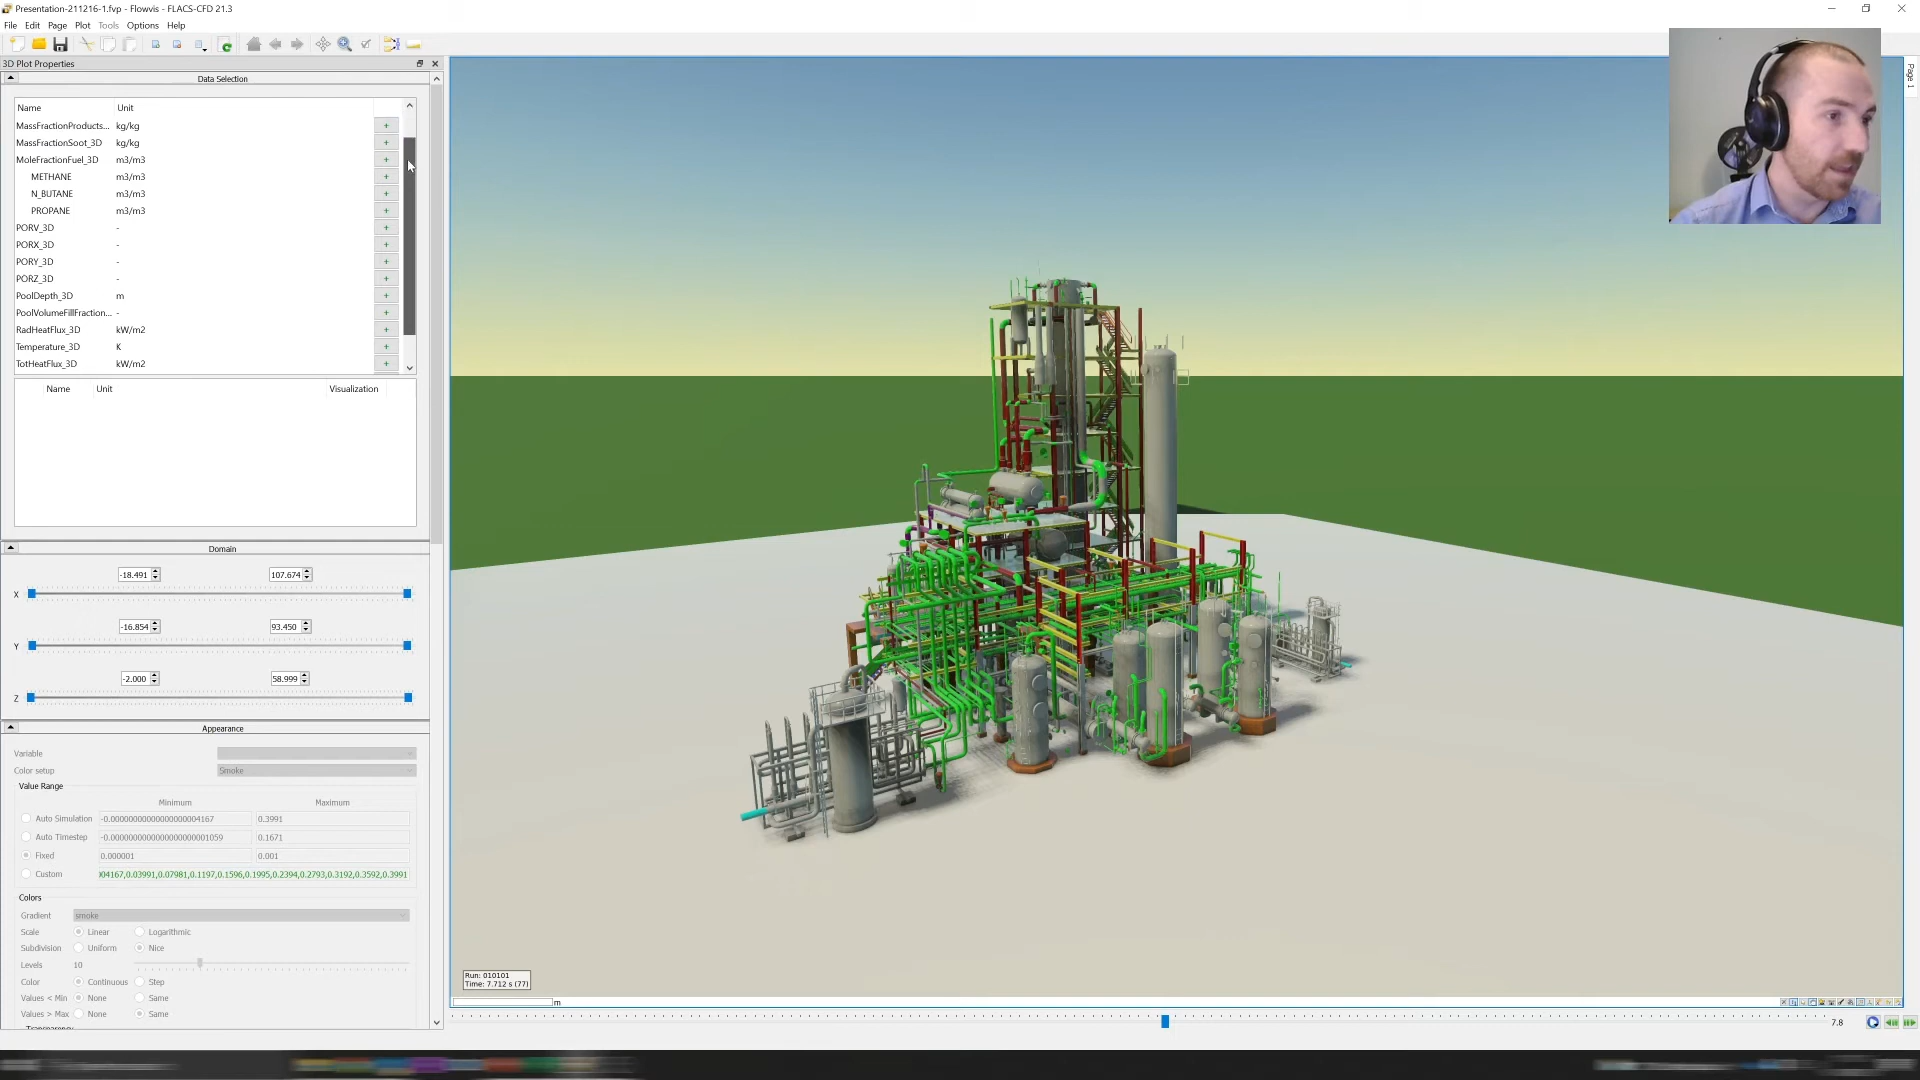 Presentation-211216-1.fvp - Flowvis - FLACS-CFD 21.3
File Edit Page Plot Tools Options Help
3D Plot Properties
Data Selection
Name Unit
MassFractionProducts... kg/kg +
MassFractionSoot_3D kg/kg +
MoleFractionFuel_3D m3/m3 +
METHANE m3/m3 +
N_BUTANE m3/m3 +
PROPANE m3/m3 +
PORV_3D - +
PORX_3D - +
PORY_3D - +
PORZ_3D - +
PoolDepth_3D m +
PoolVolumeFillFraction... - +
RadHeatFlux_3D kW/m2 +
Temperature_3D K +
TotHeatFlux_3D kW/m2 +
Name Unit Visualization
Domain
-18.491 107.674
X
-16.854 93.450
Y
-2.000 58.999
Z
Appearance
Variable
Color setup Smoke
Value Range
Minimum Maximum
Auto Simulation -0.0000000000000000004167 0.3991
Auto Timestep -0.0000000000000000001059 0.1671
Fixed 0.000001 0.001
Custom 04167,0.03991,0.07981,0.1197,0.1596,0.1995,0.2394,0.2793,0.3192,0.3592,0.3991
Colors
Gradient smoke
Scale Linear Logarithmic
Subdivision Uniform Nice
Levels 10
Color Continuous Step
Values < Min None Same
Values > Max None Same
Transparency
Run: 010101
Time: 7.712 s (77)
m
7.8
Page 1